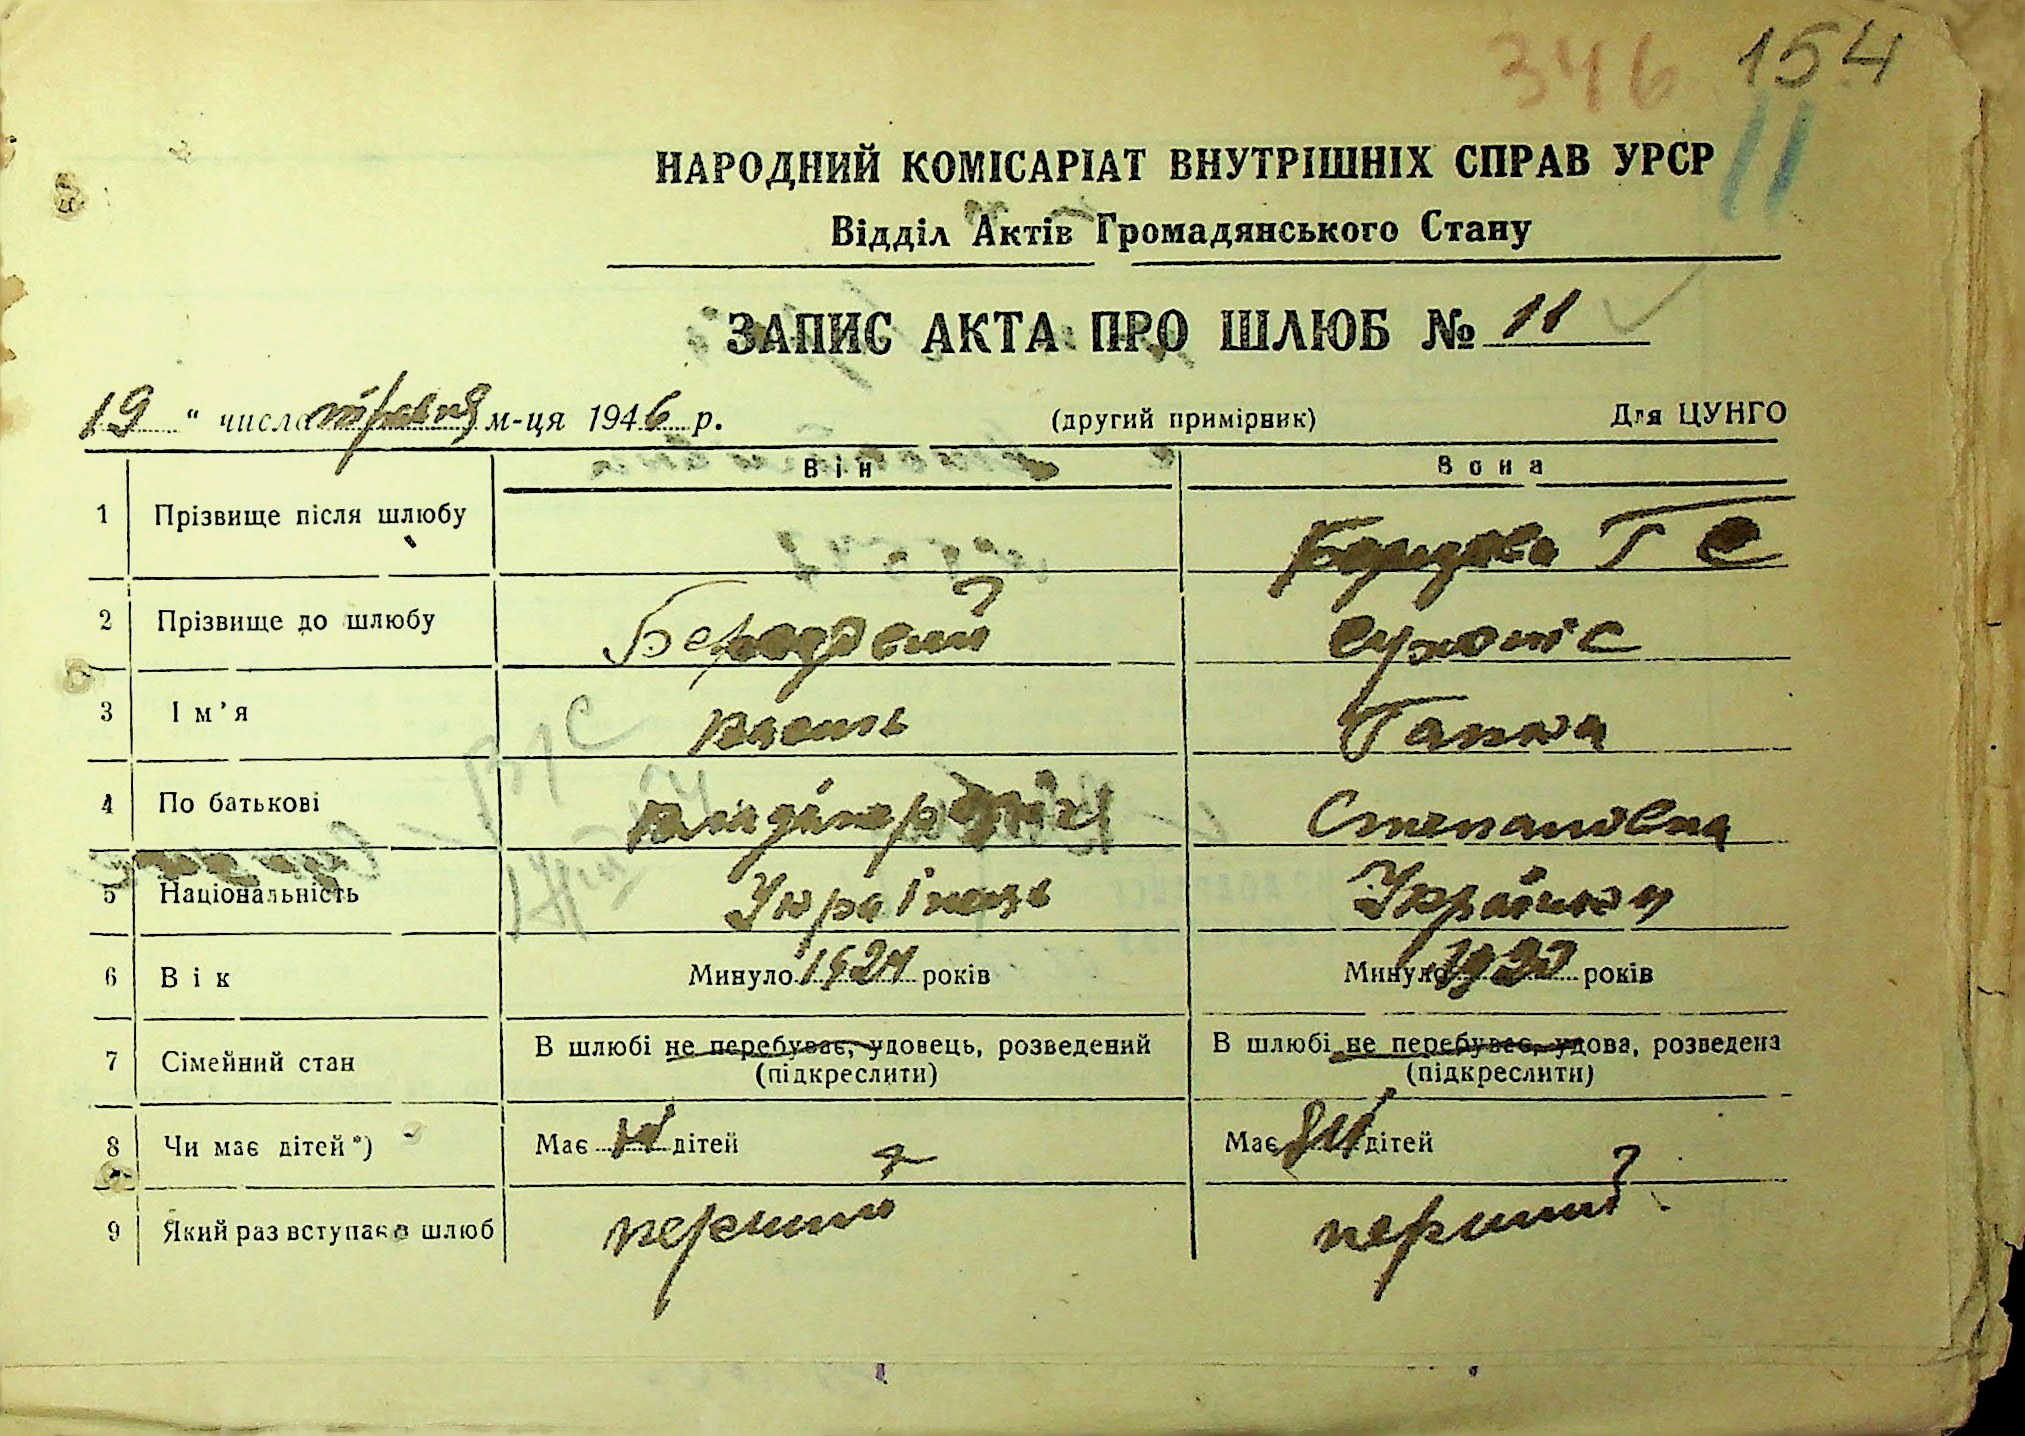 346 154
11
НАРОДНИЙ КОМІСАРІАТ ВНУТРІШНІХ СПРАВ УРСР
Відділ Актів Громадянського Стану
ЗАПИС АКТА ПРО ШЛЮБ № 11
19 " числа травня м-ця 1946 р. (другий примірник) Для ЦУНГО
Він Вона
1 Прізвище після шлюбу
2 Прізвище до шлюбу
3 Ім'я Василь Ганна
4 По батькові Степановна
5 Національність Українець Українка
6 Вік Минуло 1924 років Минуло років
7 Сімейний стан В шлюбі не перебуває, удовець, розведений В шлюбі не перебуває, удова, розведена
(підкреслити) (підкреслити)
8 Чи має дітей*) Має дітей Має дітей
9 Який раз вступає в шлюб перший перший